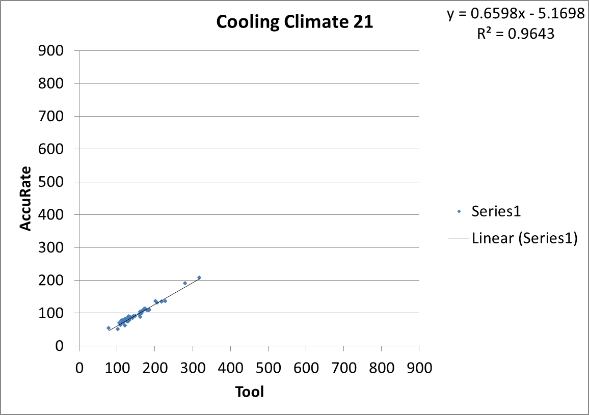 Cooling Climate 21
y = 0.6598x - 5.1698
R² = 0.9643
900
800
700
600
500
400
300
200
100
0
AccuRate
0 100 200 300 400 500 600 700 800 900
Tool
Series1
Linear (Series1)